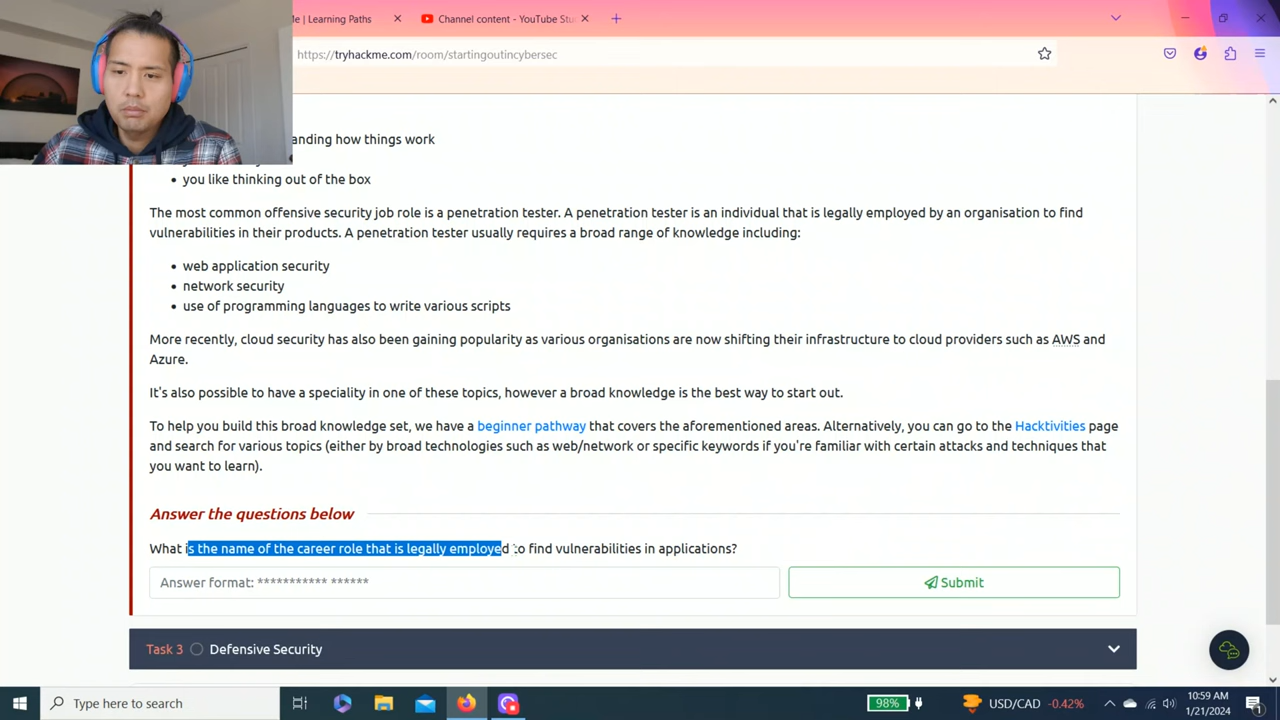 Me | Learning Paths
Channel content - YouTube Stu
https://tryhackme.com/room/startingoutincybersec
anding how things work
• you like thinking out of the box
The most common offensive security job role is a penetration tester. A penetration tester is an individual that is legally employed by an organisation to find
vulnerabilities in their products. A penetration tester usually requires a broad range of knowledge including:
• web application security
• network security
• use of programming languages to write various scripts
More recently, cloud security has also been gaining popularity as various organisations are now shifting their infrastructure to cloud providers such as AWS and
Azure.
It's also possible to have a speciality in one of these topics, however a broad knowledge is the best way to start out.
To help you build this broad knowledge set, we have a beginner pathway that covers the aforementioned areas. Alternatively, you can go to the Hacktivities page
and search for various topics (either by broad technologies such as web/network or specific keywords if you're familiar with certain attacks and techniques that
you want to learn).
Answer the questions below
What is the name of the career role that is legally employed to find vulnerabilities in applications?
Answer format: *********** ******
Submit
Task 3 Defensive Security
Type here to search
98%
USD/CAD -0.42%
10:59 AM
1/21/2024
1